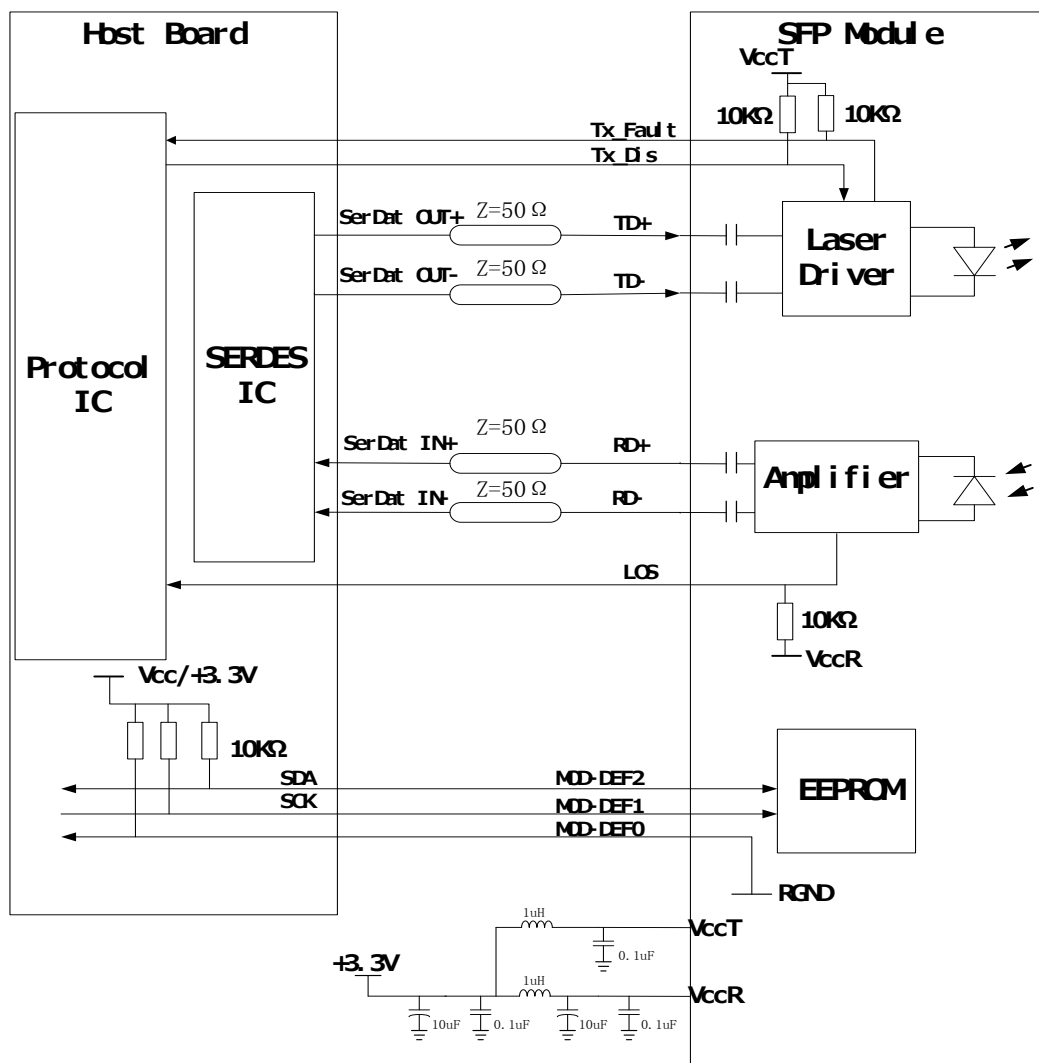 Host Board
SFP Module
VccT
10KΩ
10KΩ
Tx_Fault
Tx_Dis
SerDat OUT+
Z=50 Ω
TD+
Laser
Driver
SerDat OUT-
Z=50 Ω
TD-
Protocol
IC
SERDES
IC
SerDat IN+
Z=50 Ω
RD+
Amplifier
SerDat IN-
Z=50 Ω
RD-
LOS
10KΩ
VccR
Vcc/+3.3V
10KΩ
SDA
MOD-DEF2
EEPROM
SCK
MOD-DEF1
MOD-DEF0
RGND
1uH
VccT
0.1uF
+3.3V
1uH
VccR
10uF
0.1uF
10uF
0.1uF